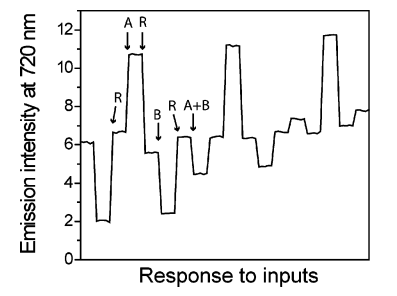 Emission intensity at 720 nm
12
10
8
6
4
2
0
A R
R
B
R A+B
Response to inputs